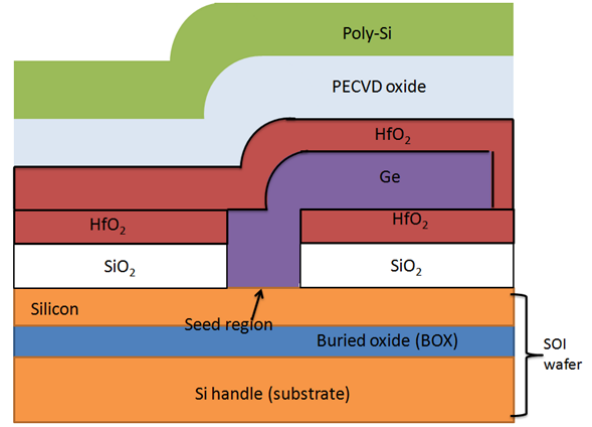 Poly-Si
PECVD oxide
HfO₂
Ge
HfO₂
HfO₂
SiO₂
SiO₂
Silicon
Seed region
Buried oxide (BOX)
SOI
wafer
Si handle (substrate)